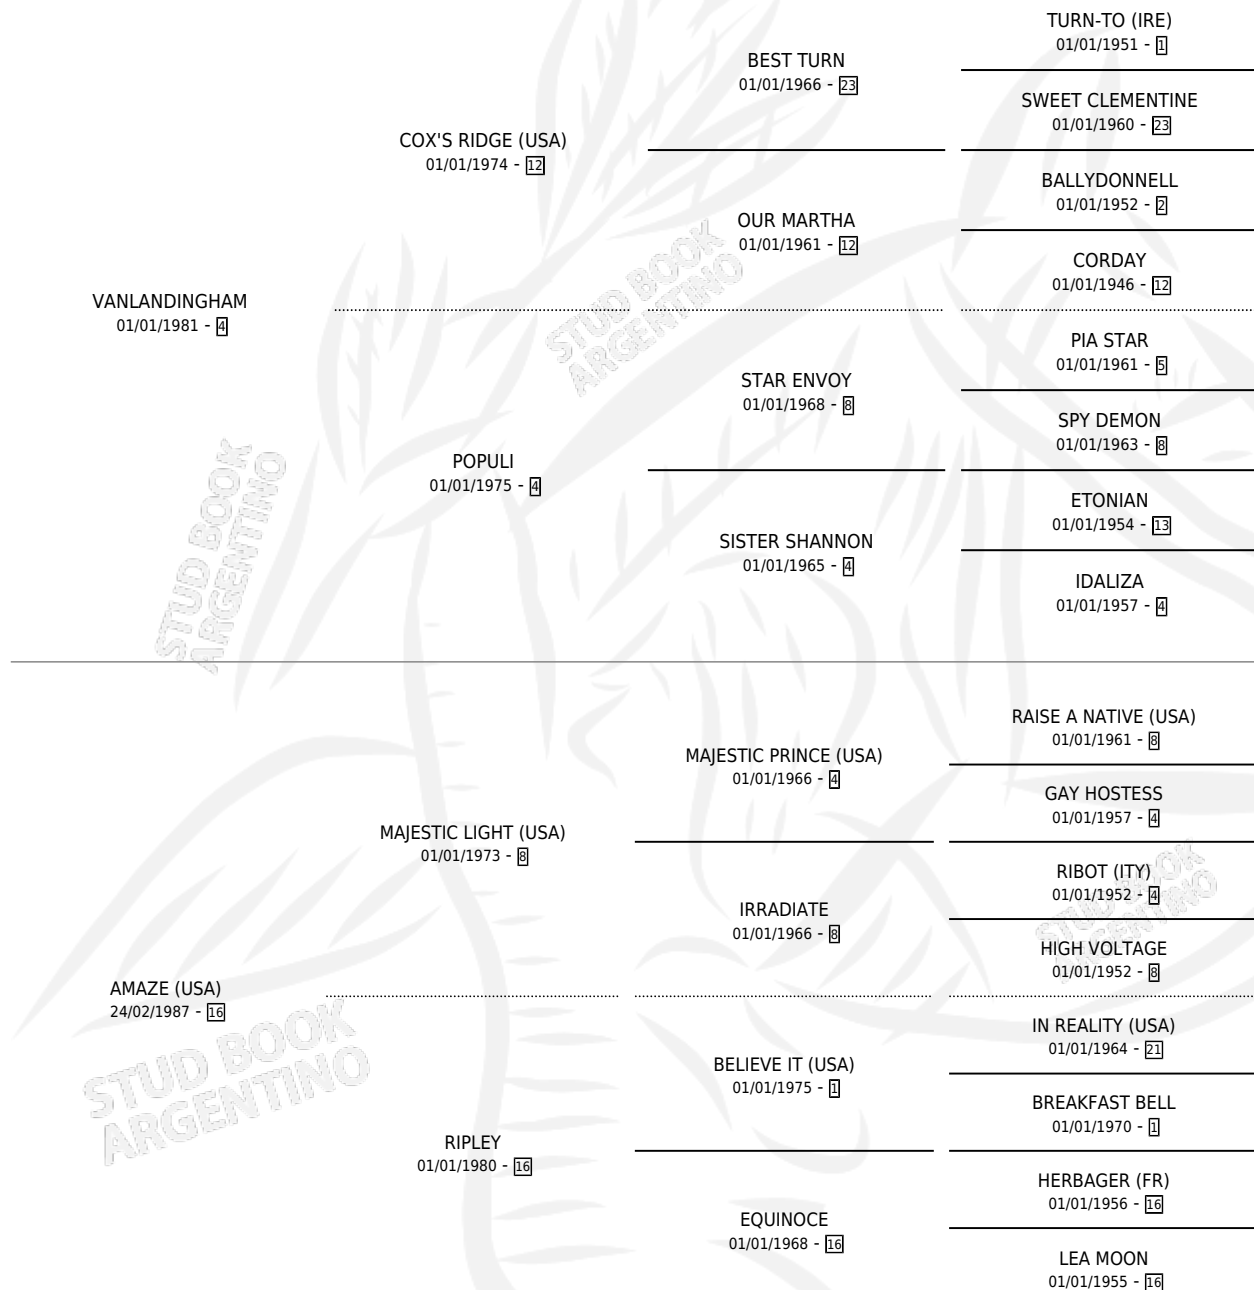 TURN-TO (IRE)
01/01/1951 - 1
BEST TURN
01/01/1966 - 23
SWEET CLEMENTINE
01/01/1960 - 23
COX'S RIDGE (USA)
01/01/1974 - 12
BALLYDONNELL
01/01/1952 - 2
OUR MARTHA
01/01/1961 - 12
CORDAY
01/01/1946 - 12
VANLANDINGHAM
01/01/1981 - 4
PIA STAR
01/01/1961 - 5
STAR ENVOY
01/01/1968 - 8
SPY DEMON
01/01/1963 - 8
POPULI
01/01/1975 - 4
ETONIAN
01/01/1954 - 13
SISTER SHANNON
01/01/1965 - 4
IDALIZA
01/01/1957 - 4
RAISE A NATIVE (USA)
01/01/1961 - 8
MAJESTIC PRINCE (USA)
01/01/1966 - 4
GAY HOSTESS
01/01/1957 - 4
MAJESTIC LIGHT (USA)
01/01/1973 - 8
RIBOT (ITY)
01/01/1952 - 4
IRRADIATE
01/01/1966 - 8
HIGH VOLTAGE
01/01/1952 - 8
AMAZE (USA)
24/02/1987 - 16
IN REALITY (USA)
01/01/1964 - 21
BELIEVE IT (USA)
01/01/1975 - 1
BREAKFAST BELL
01/01/1970 - 1
RIPLEY
01/01/1980 - 16
HERBAGER (FR)
01/01/1956 - 16
EQUINOCE
01/01/1968 - 16
LEA MOON
01/01/1955 - 16
STUD BOOK
ARGENTINO
STUD BOOK
ARGENTINO
STUD BOOK
ARGENTINO
STUD BOOK
ARGENTINO